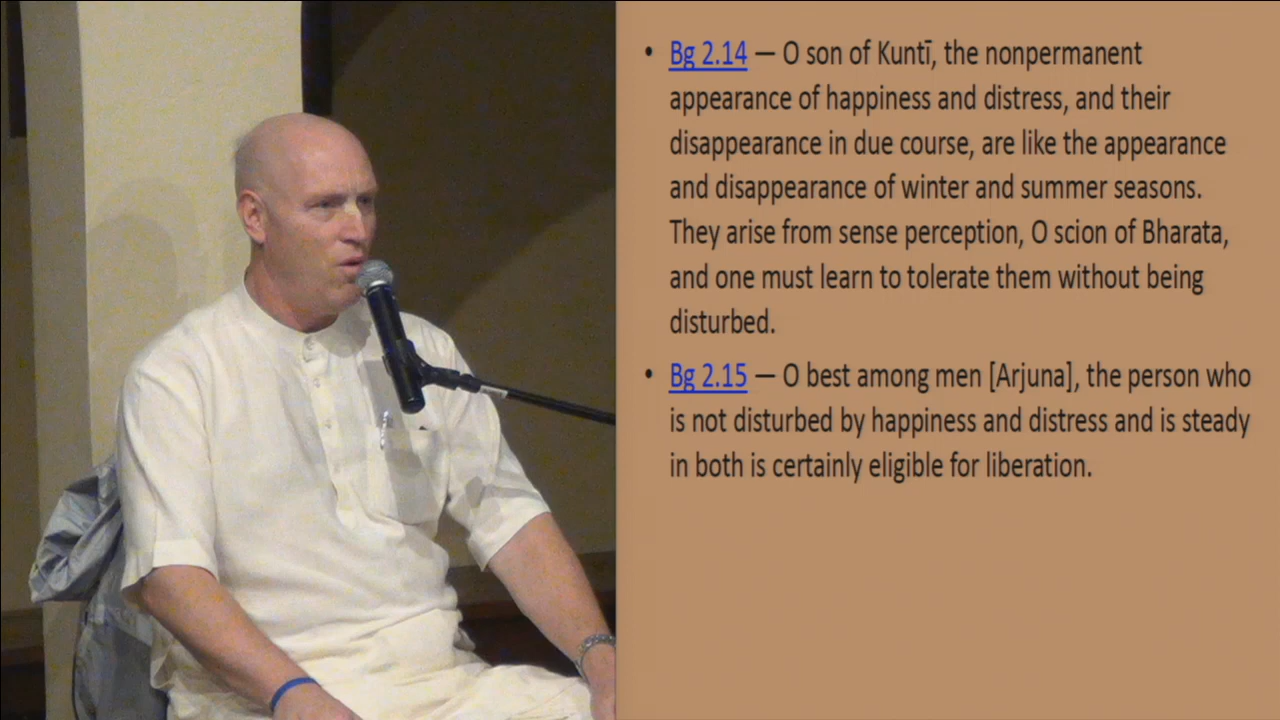 • Bg 2.14 — O son of Kuntī, the nonpermanent
appearance of happiness and distress, and their
disappearance in due course, are like the appearance
and disappearance of winter and summer seasons.
They arise from sense perception, O scion of Bharata,
and one must learn to tolerate them without being
disturbed.
• Bg 2.15 — O best among men [Arjuna], the person who
is not disturbed by happiness and distress and is steady
in both is certainly eligible for liberation.